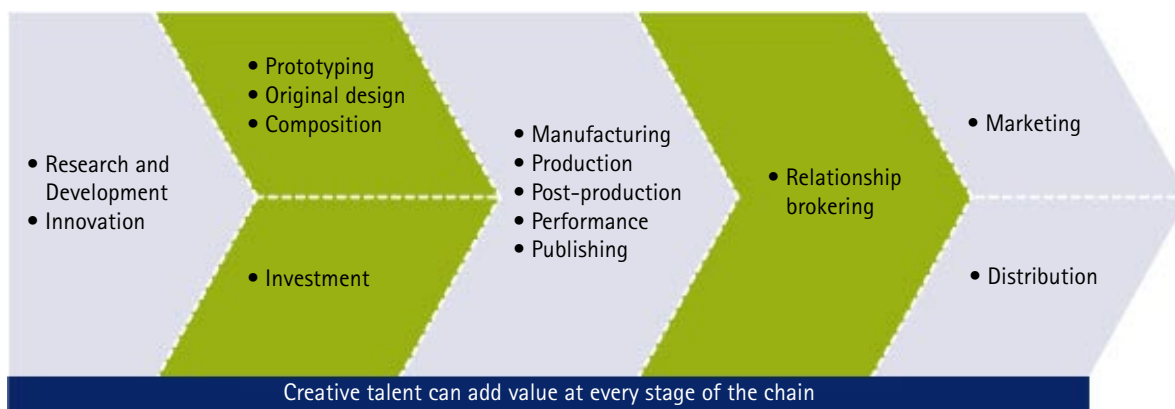 • Research and
Development
• Innovation
• Prototyping
• Original design
• Composition
• Investment
• Manufacturing
• Production
• Post-production
• Performance
• Publishing
• Relationship
brokering
• Marketing
• Distribution
Creative talent can add value at every stage of the chain